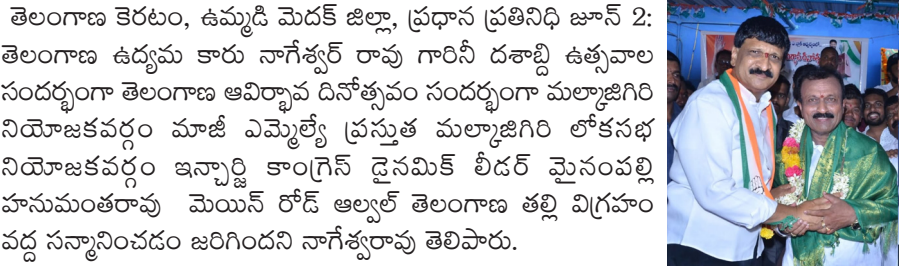 తెలంగాణ కెరటం, ఉమ్మడి మెదక్ జిల్లా, ప్రధాన ప్రతినిధి జూన్ 2:
తెలంగాణ ఉద్యమ కారు నాగేశ్వర్ రావు గారినీ దశాబ్ది ఉత్సవాల
సందర్భంగా తెలంగాణ ఆవిర్భావ దినోత్సవం సందర్భంగా మల్కాజిగిరి
నియోజకవర్గం మాజీ ఎమ్మెల్యే ప్రస్తుత మల్కాజిగిరి లోకసభ
నియోజకవర్గం ఇన్చార్జి కాంగ్రెస్ డైనమిక్ లీడర్ మైనంపల్లి
హనుమంతరావు మెయిన్ రోడ్ ఆల్వల్ తెలంగాణ తల్లి విగ్రహం
వద్ద సన్మానించడం జరిగిందని నాగేశ్వరావు తెలిపారు.